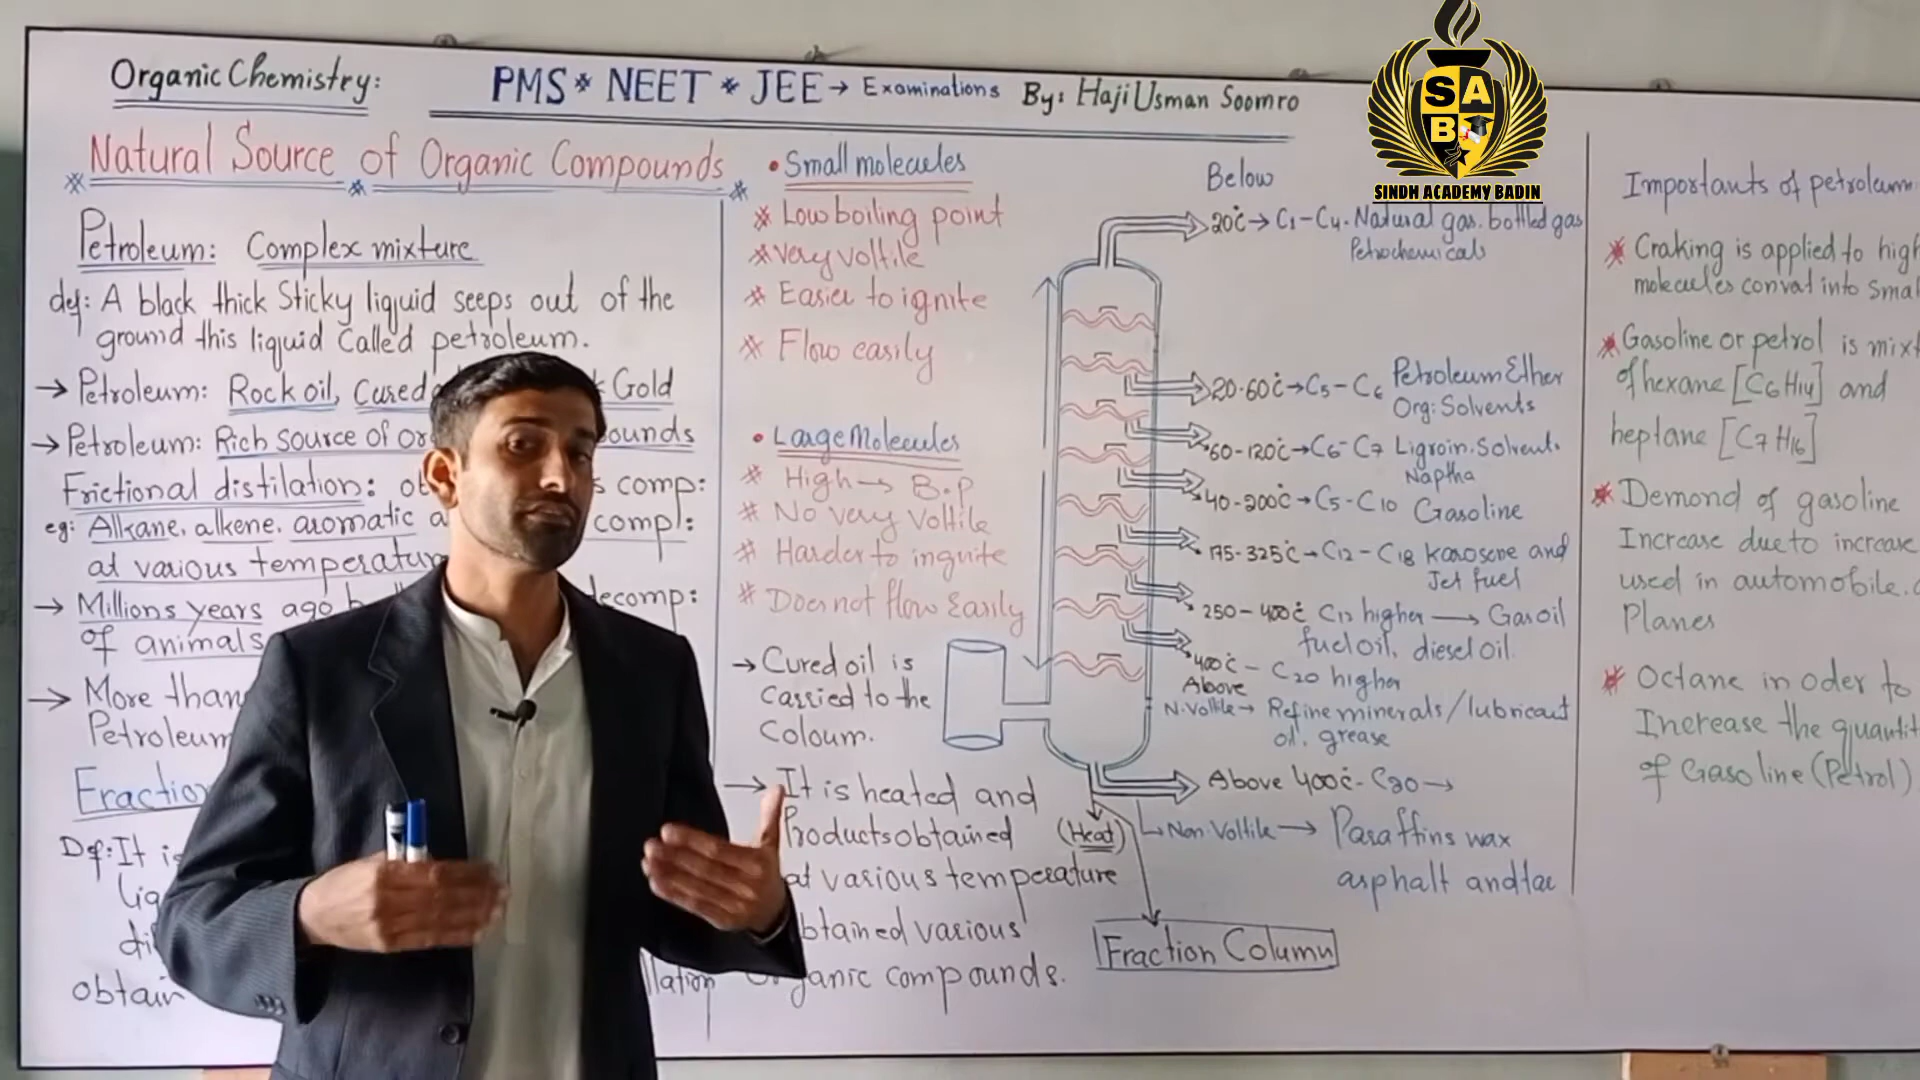 Organic Chemistry:
PMS * NEET * JEE → Examinations By: Haji Usman Soomro
SABJ
SINDH ACADEMY BADIN
Natural Source of Organic Compounds
Petroleum: Complex mixture
def: A black thick Sticky liquid seeps out of the
ground this liquid Called petroleum.
→ Petroleum: Rock oil, Cured Gold
→ Petroleum: Rich source of
Frictional distilation: comp:
eg: Alkane, alkene, aromatic compl:
at various temperature
→ Millions years ago decomp:
of animals
→ More than
Petroleum
Fraction
Df: It is
obtain
• Small molecules
* Low boiling point
* Very voltile
* Easier to ignite
* Flow easily
• Large Molecules
* High → B.P
* No very Voltile
* Harder to inguite
* Does not flow Easily
→ Cured oil is
Carried to the
Coloum.
→ It is heated and
Products obtained
at various temperature
obtained various
Organic compounds.
Below
20°C → C1-C4. Natural gas. bottled gas
Petrochemicals
20-60°C → C5-C6 Petroleum Ether
Org: Solvents
60-120°C → C6-C7 Ligroin. Solvent.
Naptha
40-200°C → C5-C10 Gasoline
175-325°C → C12-C18 Karosene and
Jet fuel
250-400°C C12 higher → Gas oil
fuel oil, diesel oil.
400°C - C20 higher
Above
N.Voltile → Refine minerals/lubricant
oil. grease
Above 400°C - C20 →
(Heat)
↳ Non Voltile → Paraffins wax
asphalt and tar
Fraction Column
Importants of petroleum
* Craking is applied to high
molecules convat into Smal
* Gasoline or petrol is mixt
of hexane [C6H14] and
heptane [C7H16]
* Demond of gasoline
Increase due to increase
used in automobile.
Planes
* Octane in oder to
Increase the quantit
of Gasoline (Petrol)